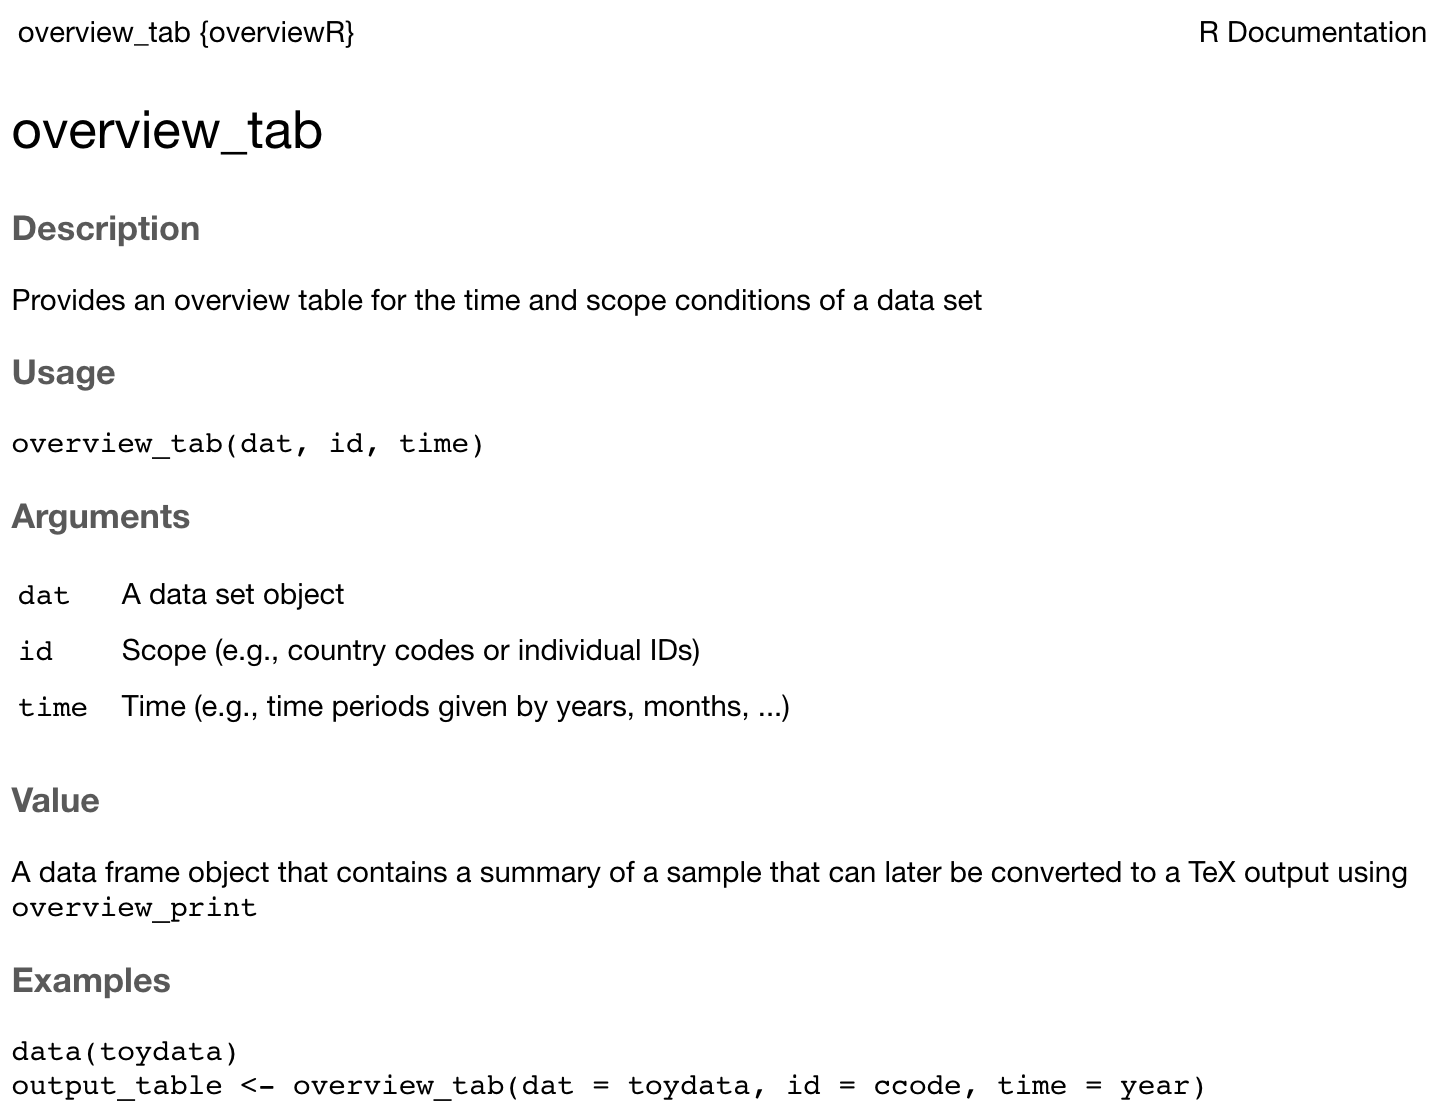 overview_tab {overviewR} R Documentation
overview_tab
Description
Provides an overview table for the time and scope conditions of a data set
Usage
overview_tab(dat, id, time)
Arguments
dat A data set object
id Scope (e.g., country codes or individual IDs)
time Time (e.g., time periods given by years, months, ...)
Value
A data frame object that contains a summary of a sample that can later be converted to a TeX output using
overview_print
Examples
data(toydata)
output_table <- overview_tab(dat = toydata, id = ccode, time = year)